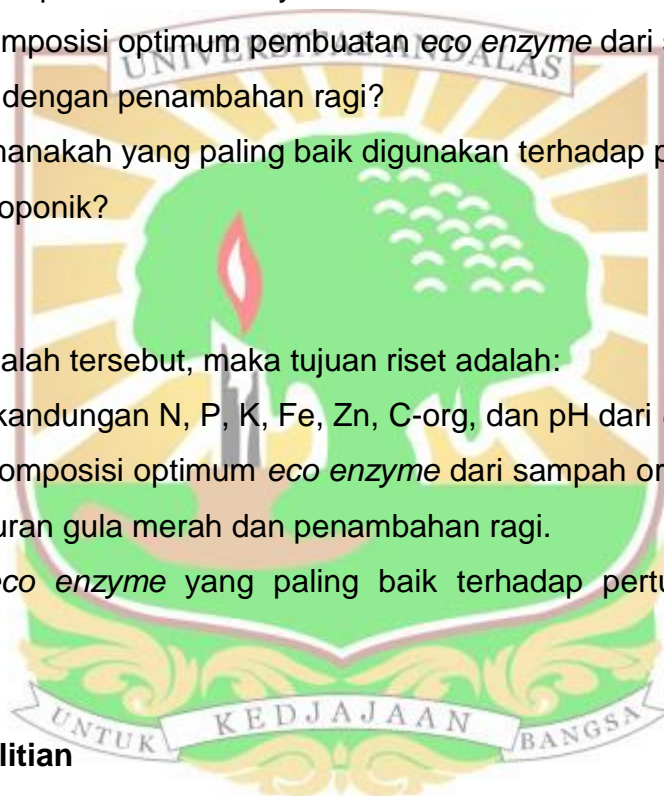 mposisi optimum pembuatan eco enzyme dari s
UNIVERSITAS ANDALAS
dengan penambahan ragi?
nanakah yang paling baik digunakan terhadap p
oponik?
alah tersebut, maka tujuan riset adalah:
kandungan N, P, K, Fe, Zn, C-org, dan pH dari
omposisi optimum eco enzyme dari sampah or
uran gula merah dan penambahan ragi.
eco enzyme yang paling baik terhadap pertu
UNTUK KEDJAJAAN BANGSA
litian